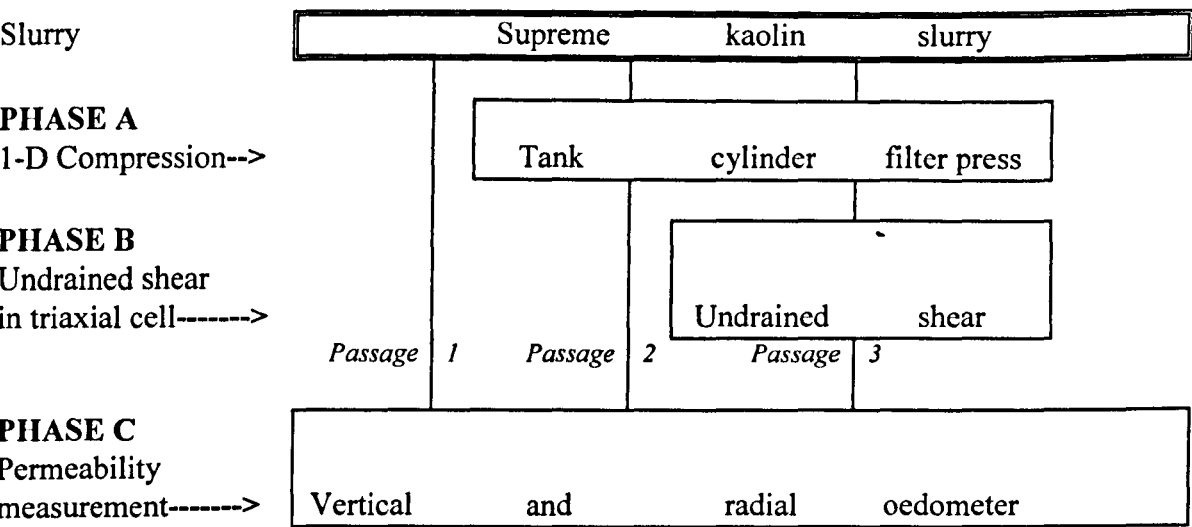 Slurry Supreme kaolin slurry
PHASE A
1-D Compression--> Tank cylinder filter press
PHASE B
Undrained shear
in triaxial cell-------> Undrained shear
Passage 1 Passage 2 Passage 3
PHASE C
Permeability
measurement-------> Vertical and radial oedometer